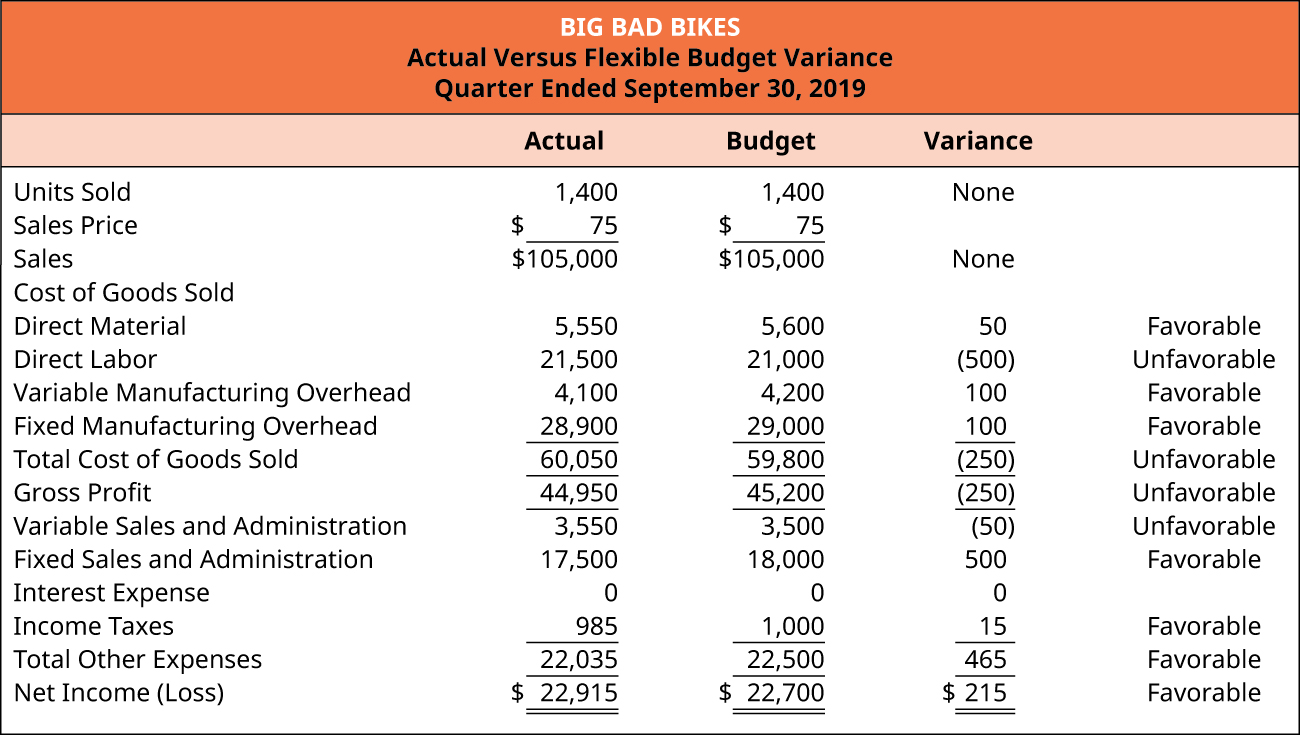 BIG BAD BIKES
Actual Versus Flexible Budget Variance
Quarter Ended September 30, 2019
Actual Budget Variance
Units Sold 1,400 1,400 None
Sales Price $ 75 $ 75
Sales $105,000 $105,000 None
Cost of Goods Sold
Direct Material 5,550 5,600 50 Favorable
Direct Labor 21,500 21,000 (500) Unfavorable
Variable Manufacturing Overhead 4,100 4,200 100 Favorable
Fixed Manufacturing Overhead 28,900 29,000 100 Favorable
Total Cost of Goods Sold 60,050 59,800 (250) Unfavorable
Gross Profit 44,950 45,200 (250) Unfavorable
Variable Sales and Administration 3,550 3,500 (50) Unfavorable
Fixed Sales and Administration 17,500 18,000 500 Favorable
Interest Expense 0 0 0
Income Taxes 985 1,000 15 Favorable
Total Other Expenses 22,035 22,500 465 Favorable
Net Income (Loss) $ 22,915 $ 22,700 $ 215 Favorable